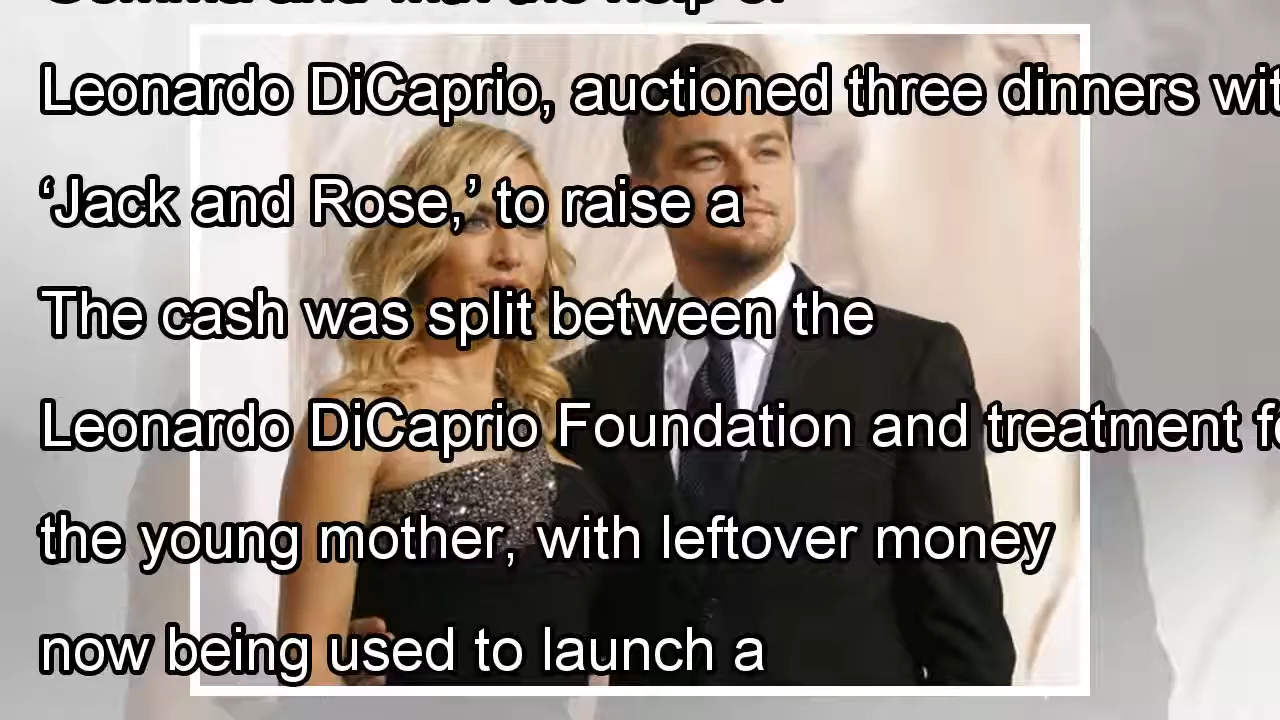 Leonardo DiCaprio, auctioned three dinners
‘Jack and Rose,’ to raise a
The cash was split between the
Leonardo DiCaprio Foundation and treatment
the young mother, with leftover money
now being used to launch a